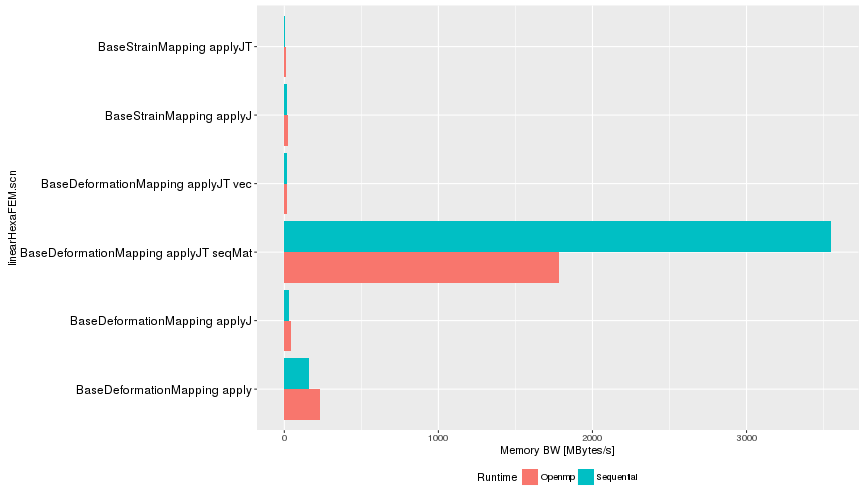 linearHexaFEM.scn
BaseStrainMapping applyJT
BaseStrainMapping applyJ
BaseDeformationMapping applyJT vec
BaseDeformationMapping applyJT seqMat
BaseDeformationMapping applyJ
BaseDeformationMapping apply
0 1000 2000 3000
Memory BW [MBytes/s]
Runtime Openmp Sequential